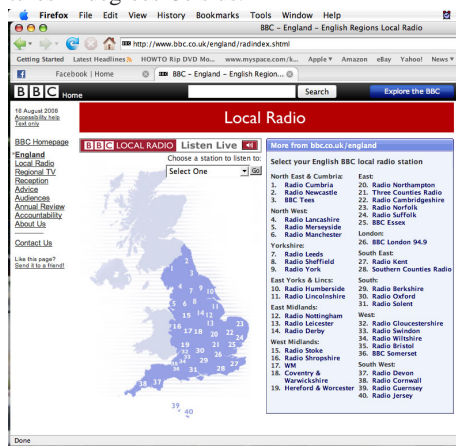 Firefox File Edit View History Bookmarks Tools Window Help
BBC - England - English Regions Local Radio
http://www.bbc.co.uk/england/radindex.shtml
Getting Started Latest Headlines HOWTO Rip DVD Mo... www.myspace.com/k... Apple ▼ Amazon eBay Yahoo! News ▼
Facebook | Home
BBC - England - English Region...
BBC Home
Search
Explore the BBC
18 August 2008
Accessibility help
Text only
Local Radio
BBC Homepage
England
Local Radio
Regional TV
Reception
Advice
Audiences
Annual Review
Accountability
About Us
Contact Us
Like this page?
Send it to a friend!
BBC LOCAL RADIO Listen Live
Choose a station to listen to:
Select One
Go
More from bbc.co.uk/england
Select your English BBC local radio station
North East & Cumbria:
1. Radio Cumbria
2. Radio Newcastle
3. BBC Tees
North West:
4. Radio Lancashire
5. Radio Merseyside
6. Radio Manchester
Yorkshire:
7. Radio Leeds
8. Radio Sheffield
9. Radio York
East Yorks & Lincs:
10. Radio Humberside
11. Radio Lincolnshire
East Midlands:
12. Radio Nottingham
13. Radio Leicester
14. Radio Derby
West Midlands:
15. Radio Stoke
16. Radio Shropshire
17. WM
18. Coventry &
Warwickshire
19. Hereford & Worcester
East:
20. Radio Northampton
21. Three Counties Radio
22. Radio Cambridgeshire
23. Radio Norfolk
24. Radio Suffolk
25. BBC Essex
London:
26. BBC London 94.9
South East:
27. Radio Kent
28. Southern Counties Radio
South:
29. Radio Berkshire
30. Radio Oxford
31. Radio Solent
West:
32. Radio Gloucestershire
33. Radio Swindon
34. Radio Wiltshire
35. Radio Bristol
36. BBC Somerset
South West:
37. Radio Devon
38. Radio Cornwall
39. Radio Guernsey
40. Radio Jersey
39
40
Done